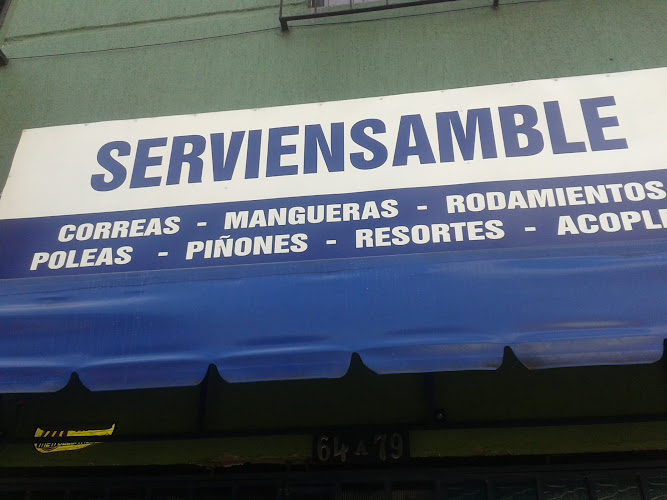 SERVIENSAMBLE
CORREAS - MANGUERAS - RODAMIENTOS
POLEAS - PIÑONES - RESORTES - ACOPL
64 A 79